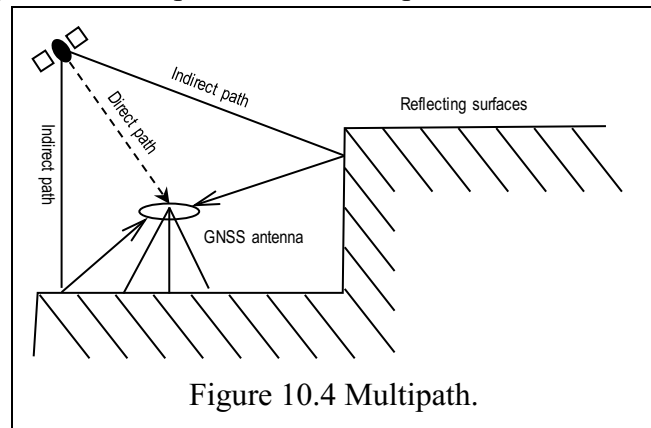 Indirect path
Direct path
Indirect path
Reflecting surfaces
GNSS antenna
Figure 10.4 Multipath.